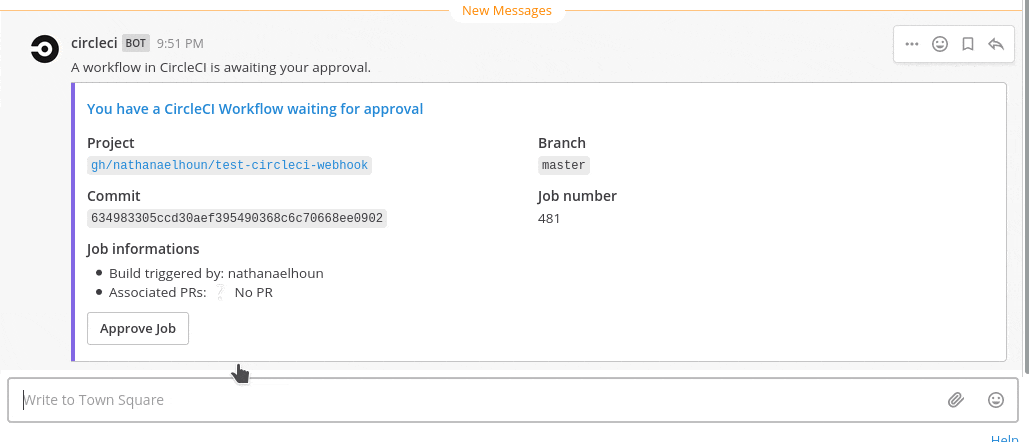 New Messages
circleci BOT 9:51 PM
A workflow in CircleCI is awaiting your approval.
You have a CircleCI Workflow waiting for approval
Project Branch
gh/nathanaelhoun/test-circleci-webhook master
Commit Job number
634983305ccd30aef395490368c6c70668ee0902 481
Job informations
Build triggered by: nathanaelhoun
Associated PRs: No PR
Approve Job
Write to Town Square
Help